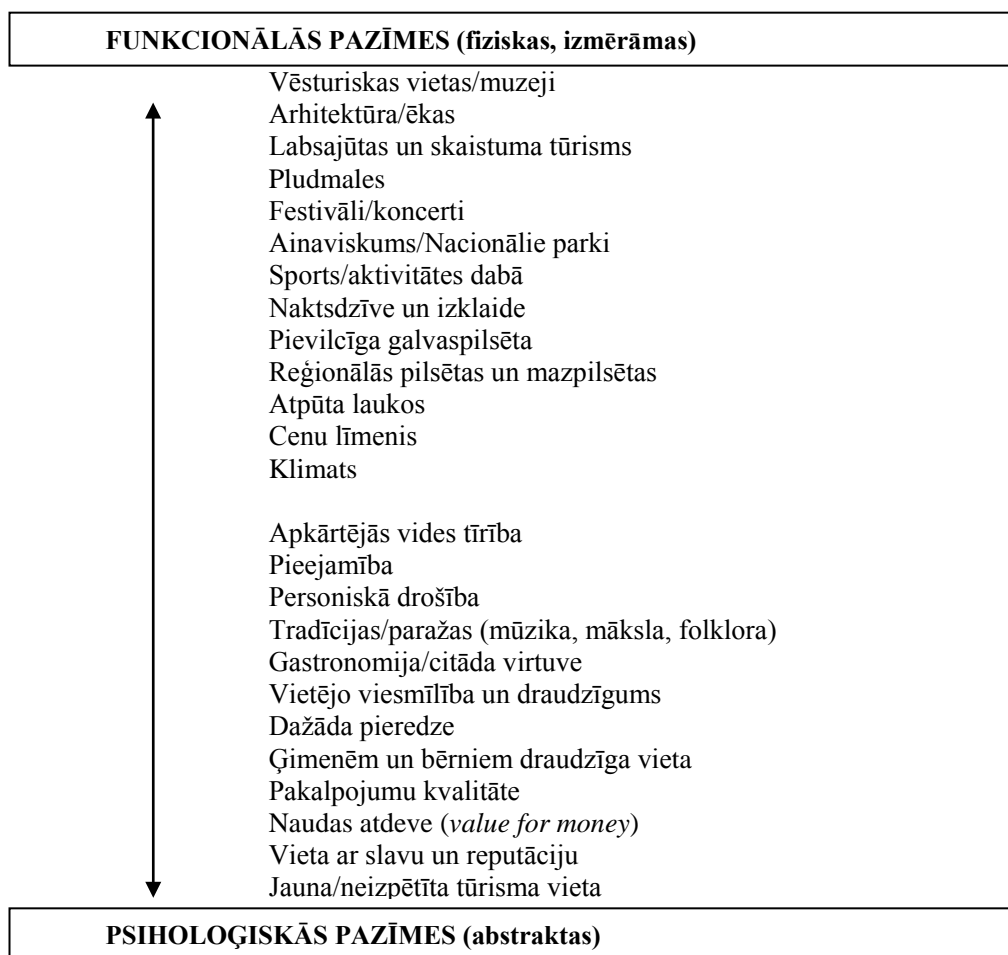 FUNKCIONĀLĀS PAZĪMES (fiziskas, izmērāmas)
Vēsturiskas vietas/muzeji
Arhitektūra/ēkas
Labsajūtas un skaistuma tūrisms
Pludmales
Festivāli/koncerti
Ainaviskums/Nacionālie parki
Sports/aktivitātes dabā
Naktsdzīve un izklaide
Pievilcīga galvaspilsēta
Reģionālās pilsētas un mazpilsētas
Atpūta laukos
Cenu līmenis
Klimats
Apkārtējās vides tīrība
Pieejamība
Personiskā drošība
Tradīcijas/paražas (mūzika, māksla, folklora)
Gastronomija/citāda virtuve
Vietējo viesmīlība un draudzīgums
Dažāda pieredze
Ģimenēm un bērniem draudzīga vieta
Pakalpojumu kvalitāte
Naudas atdeve (value for money)
Vieta ar slavu un reputāciju
Jauna/neizpētīta tūrisma vieta
PSIHOLOĢISKĀS PAZĪMES (abstraktas)